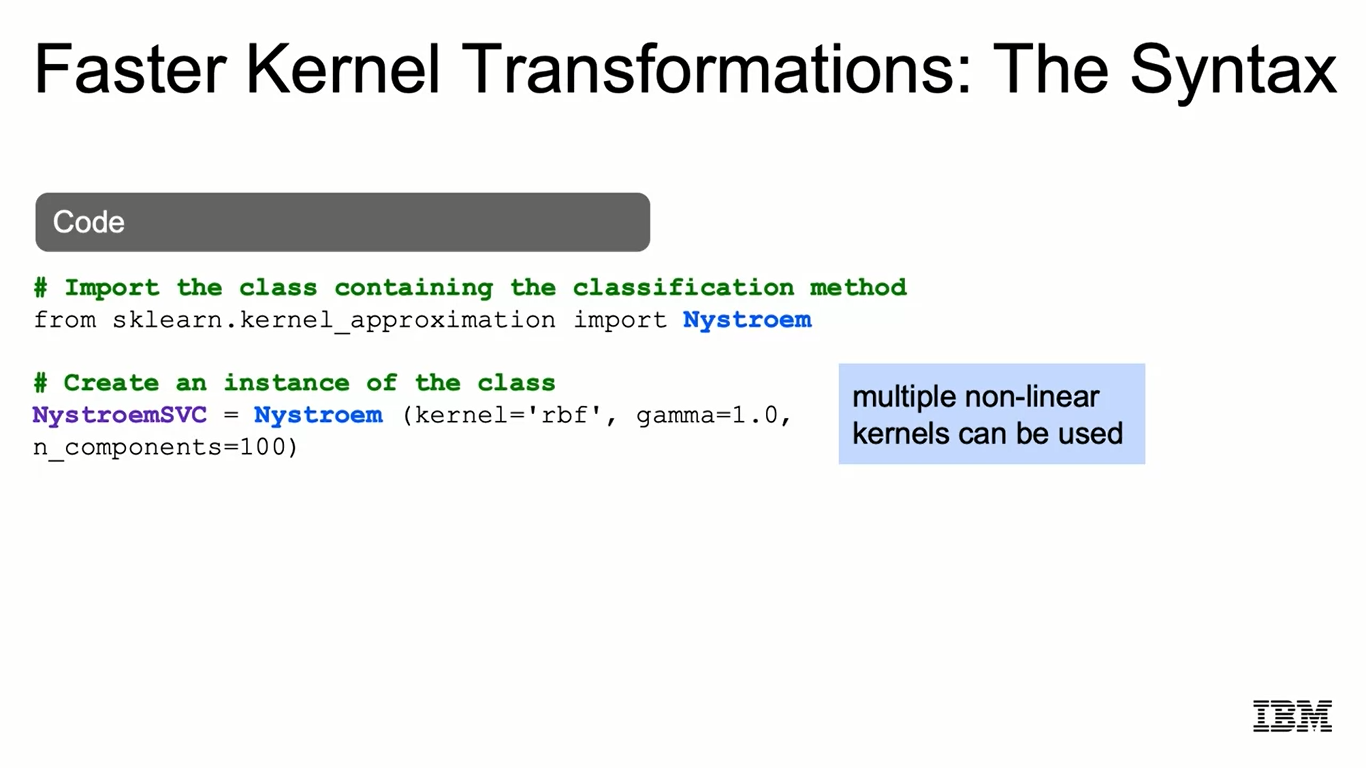 Faster Kernel Transformations: The Syntax
Code
# Import the class containing the classification method
from sklearn.kernel_approximation import Nystroem
# Create an instance of the class
NystroemSVC = Nystroem (kernel='rbf', gamma=1.0,
n_components=100)
multiple non-linear
kernels can be used
IBM